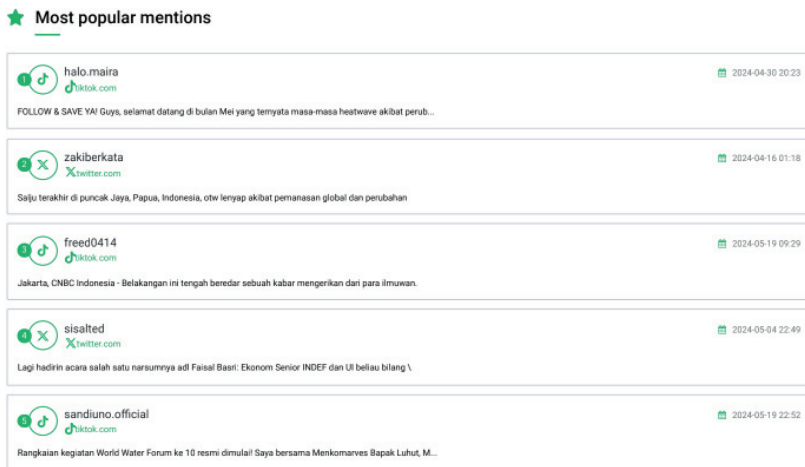 Most popular mentions
1
halo.maira
2024-04-30 20:23
tiktok.com
FOLLOW & SAVE YA! Guys, selamat datang di bulan Mei yang ternyata masa-masa heatwave akibat perub...
2
zakiberkata
2024-04-16 01:18
twitter.com
Salju terakhir di puncak Jaya, Papua, Indonesia, otw lenyap akibat pemanasan global dan perubahan
3
freed0414
2024-05-19 09:29
tiktok.com
Jakarta, CNBC Indonesia - Belakangan ini tengah beredar sebuah kabar mengerikan dari para ilmuwan.
4
sisalted
2024-05-04 22:49
twitter.com
Lagi hadirin acara salah satu narsumnya adl Faisal Basri: Ekonom Senior INDEF dan UI beliau bilang \
5
sandiuno.official
2024-05-19 22:52
tiktok.com
Rangkaian kegiatan World Water Forum ke 10 resmi dimulai! Saya bersama Menkomarves Bapak Luhut, M...